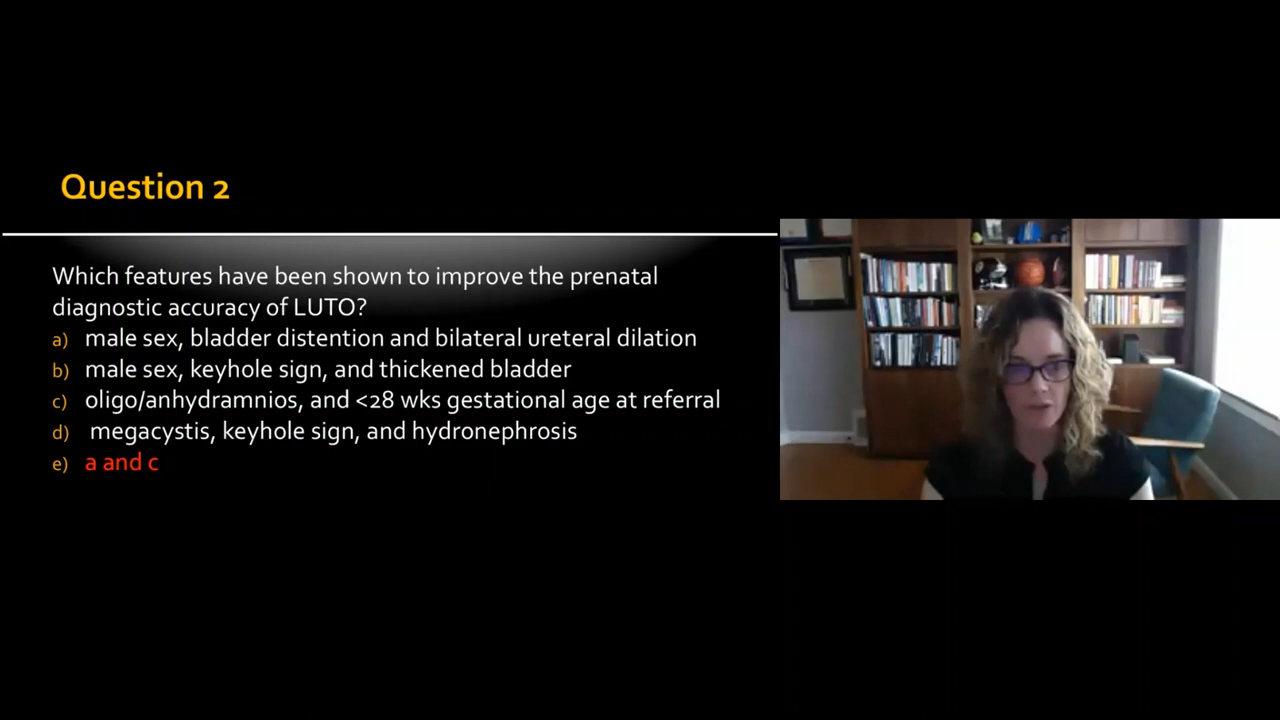 Question 2
Which features have been shown to improve the prenatal
diagnostic accuracy of LUTO?
a) male sex, bladder distention and bilateral ureteral dilation
b) male sex, keyhole sign, and thickened bladder
c) oligo/anhydramnios, and <28 wks gestational age at referral
d) megacystis, keyhole sign, and hydronephrosis
e) a and c